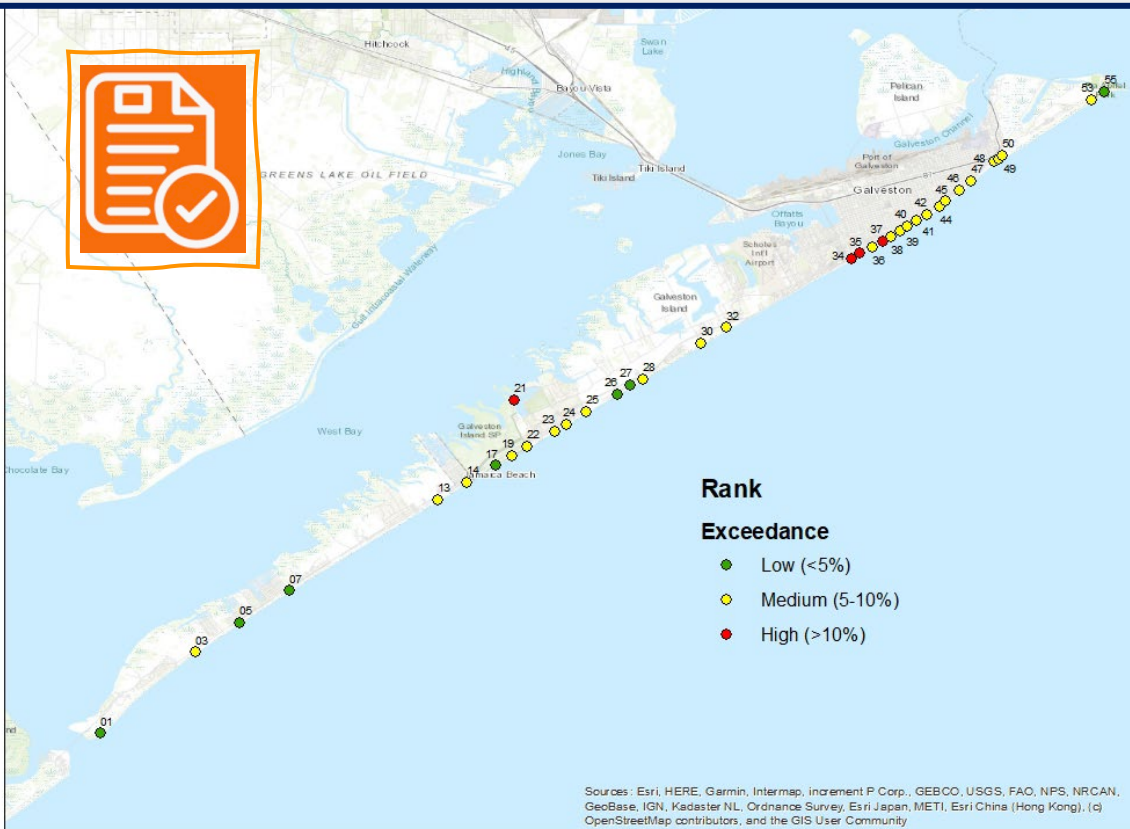 Hitchcock
45
Swan
Lake
Highland Bayou
Bayou Vista
Pelican
Island
55
53
Galveston Channel
GREENS LAKE OIL FIELD
Jones Bay
Tiki Island
Tiki Island
Port of
Galveston
Galveston
50
48
49
47
46
45
44
42
41
40
39
38
37
36
35
34
Offatts
Bayou
Scholes
Int'l
Airport
Gulf Intracoastal Waterway
Galveston
Island
32
30
28
27
26
25
24
23
22
21
19
17
14
13
Galveston
Island SP
Jamaica Beach
West Bay
Chocolate Bay
07
05
03
01
Rank
Exceedance
Low (<5%)
Medium (5-10%)
High (>10%)
Sources: Esri, HERE, Garmin, Intermap, increment P Corp., GEBCO, USGS, FAO, NPS, NRCAN,
GeoBase, IGN, Kadaster NL, Ordnance Survey, Esri Japan, METI, Esri China (Hong Kong), (c)
OpenStreetMap contributors, and the GIS User Community